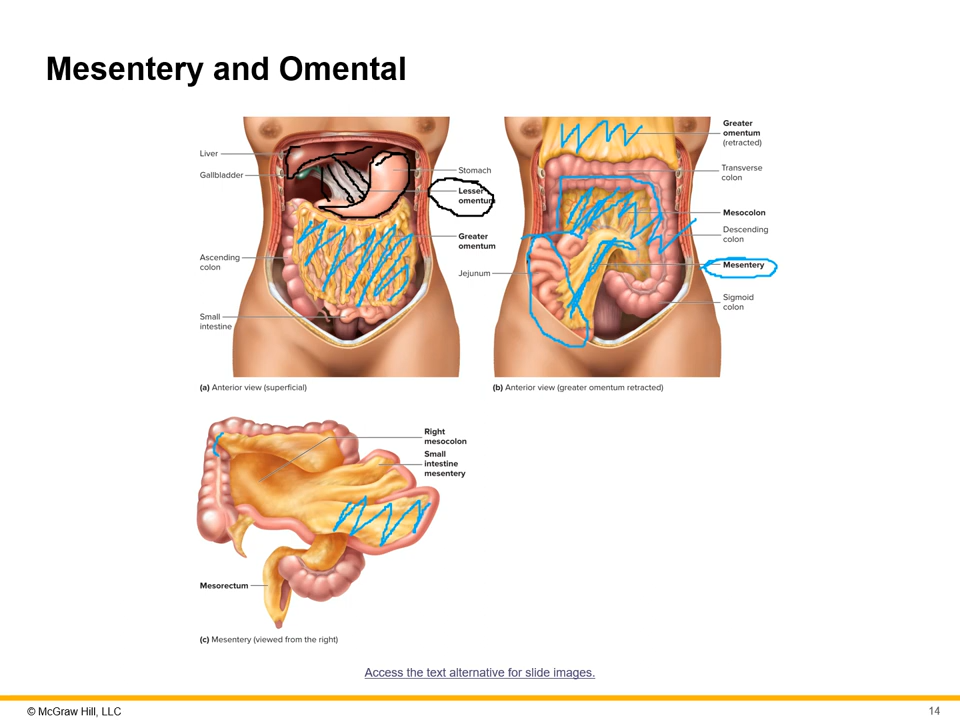 Mesentery and Omental
Liver
Gallbladder
Stomach
Lesser
omentum
Greater
omentum
Ascending
colon
Jejunum
Small
intestine
(a) Anterior view (superficial)
Greater
omentum
(retracted)
Transverse
colon
Mesocolon
Descending
colon
Mesentery
Sigmoid
colon
(b) Anterior view (greater omentum retracted)
Right
mesocolon
Small
intestine
mesentery
Mesorectum
(c) Mesentery (viewed from the right)
Access the text alternative for slide images.
© McGraw Hill, LLC
14